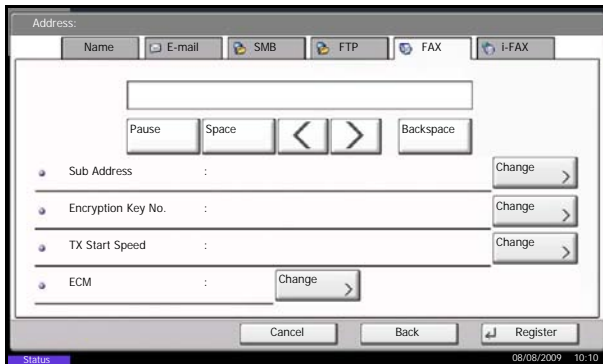 Address:
Name E-mail SMB FTP FAX i-FAX
Pause Space Backspace
Sub Address : Change
Encryption Key No. : Change
TX Start Speed : Change
ECM : Change
Cancel Back Register
Status 08/08/2009 10:10